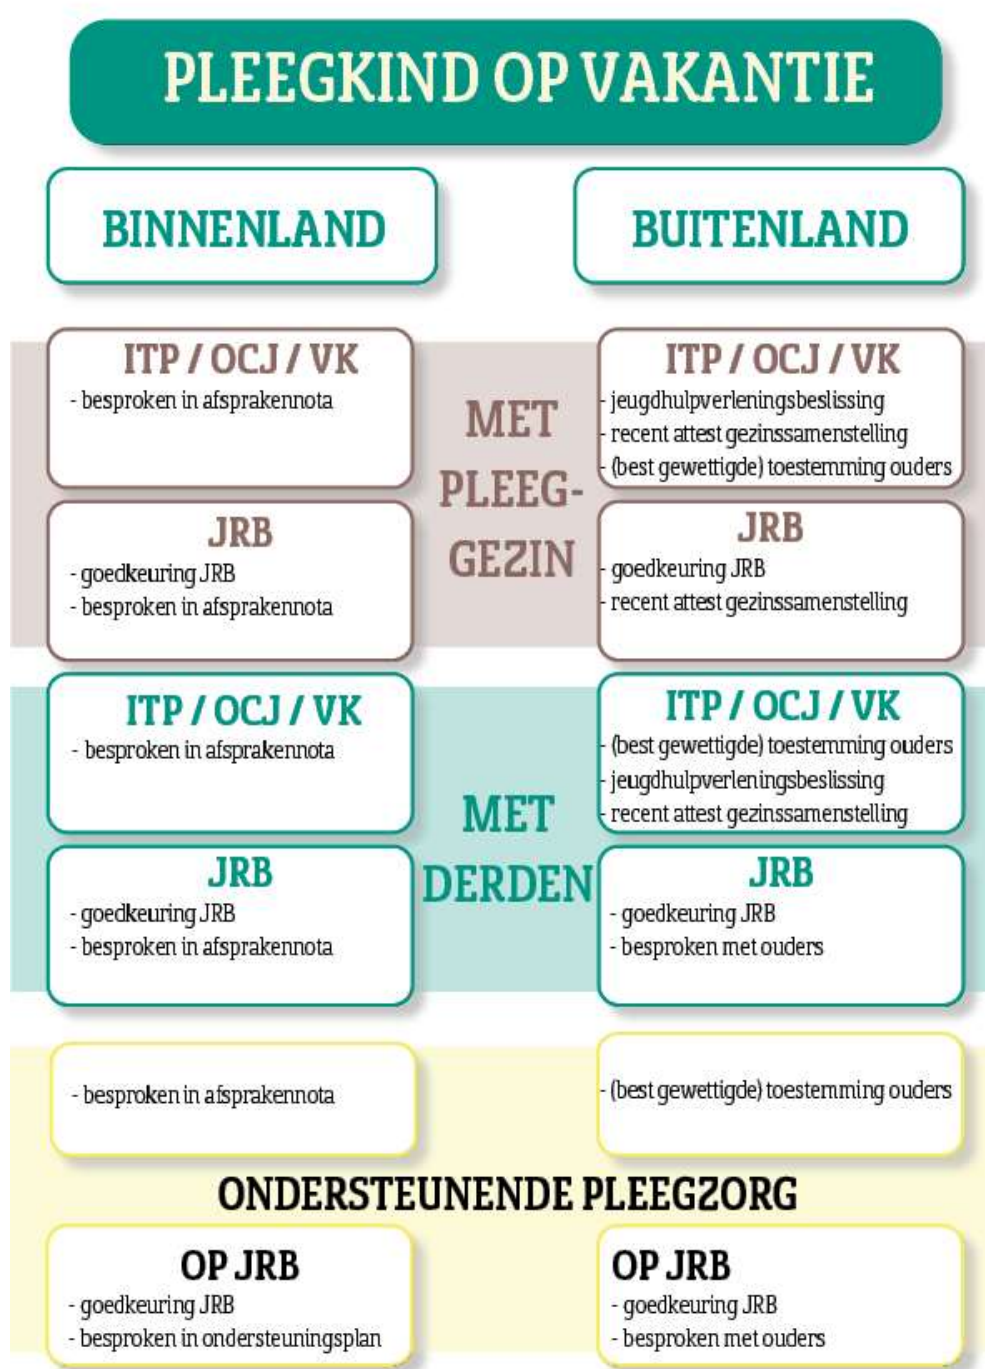 PLEEGKIND OP VAKANTIE
BINNENLAND
BUITENLAND
ITP / OCJ / VK
- besproken in afsprakennota
MET
PLEEG-
GEZIN
ITP / OCJ / VK
- jeugdhulpverleningsbeslissing
- recent attest gezinssamenstelling
- (best gewettigde) toestemming ouders
JRB
- goedkeuring JRB
- besproken in afsprakennota
JRB
- goedkeuring JRB
- recent attest gezinssamenstelling
ITP / OCJ / VK
- besproken in afsprakennota
MET
DERDEN
ITP / OCJ / VK
- (best gewettigde) toestemming ouders
- jeugdhulpverleningsbeslissing
- recent attest gezinssamenstelling
JRB
- goedkeuring JRB
- besproken in afsprakennota
JRB
- goedkeuring JRB
- besproken met ouders
- besproken in afsprakennota
- (best gewettigde) toestemming ouders
ONDERSTEUNENDE PLEEGZORG
OP JRB
- goedkeuring JRB
- besproken in ondersteuningsplan
OP JRB
- goedkeuring JRB
- besproken met ouders